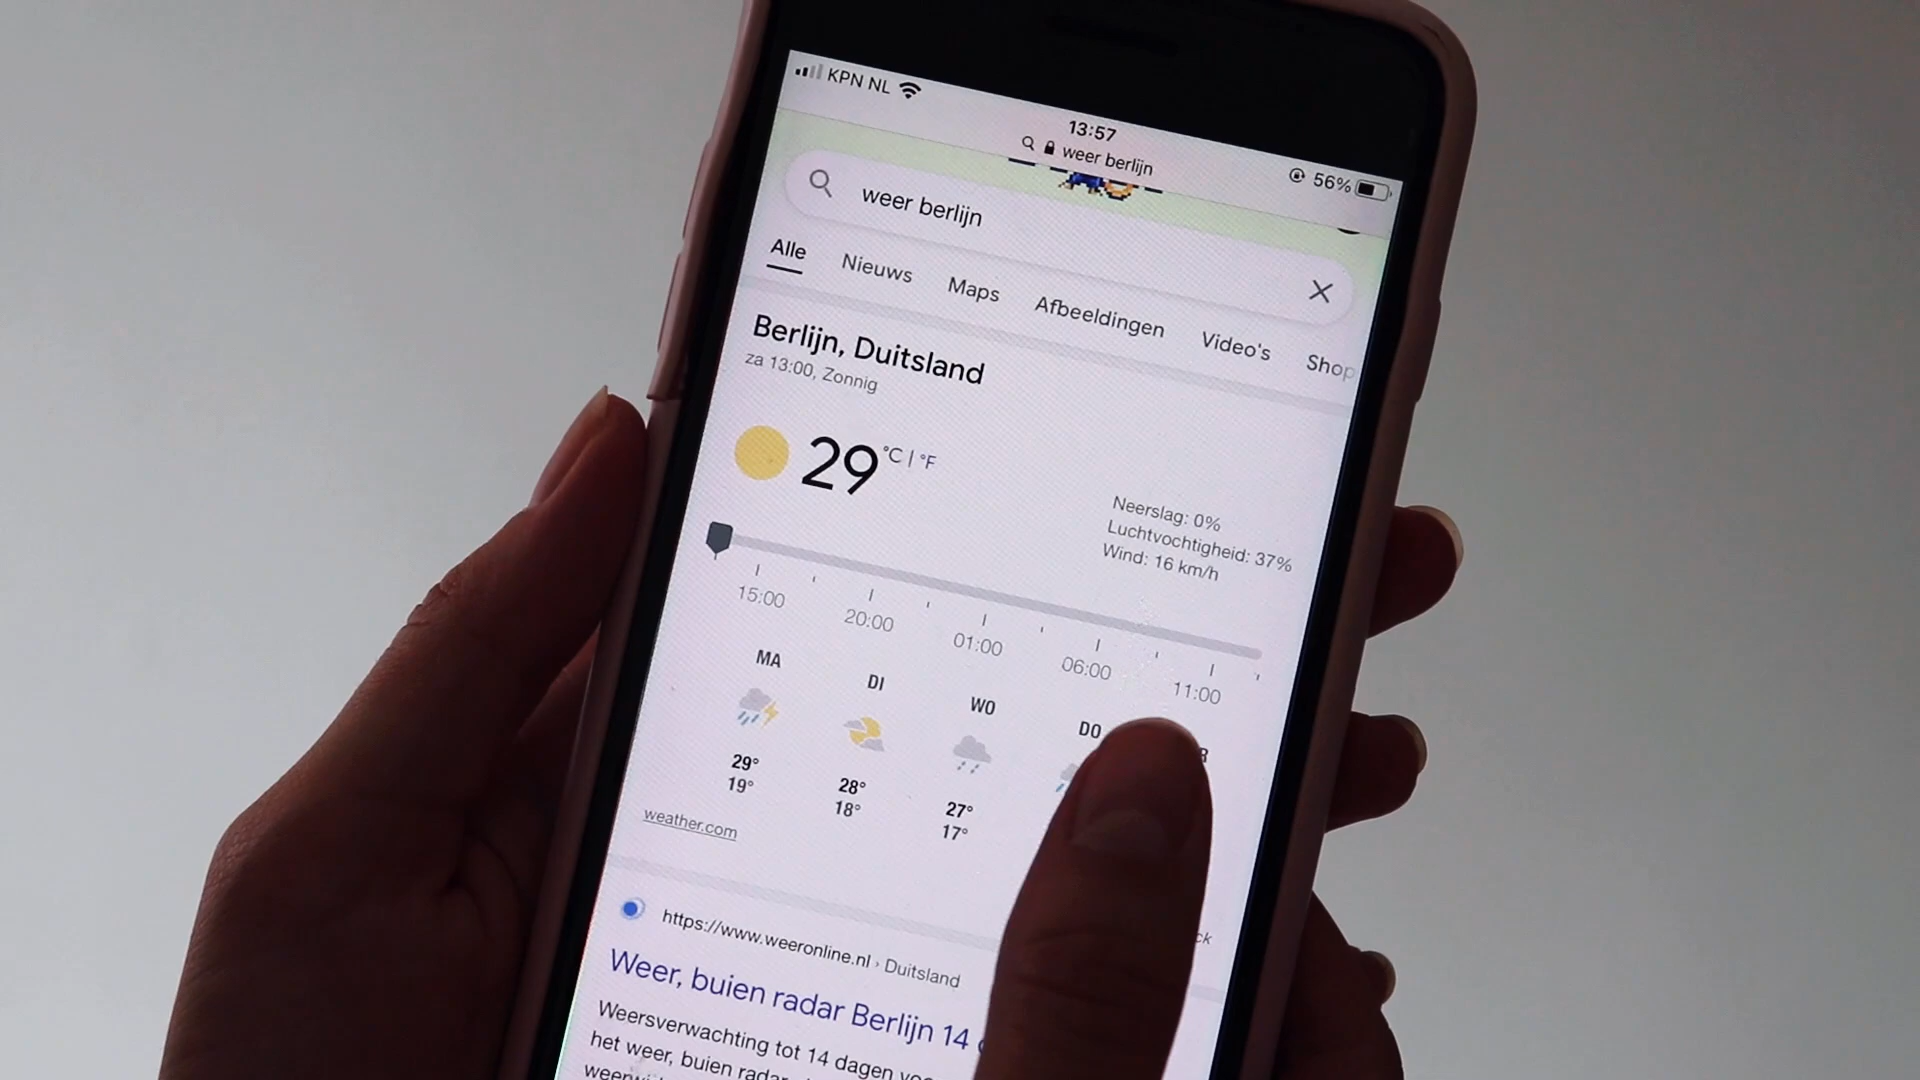 KPN NL
13:57
weer berlijn
56%
weer berlijn
Alle Nieuws Maps Afbeeldingen Video's Shop
Berlijn, Duitsland
za 13:00, Zonnig
29 °C | °F
Neerslag: 0%
Luchtvochtigheid: 37%
Wind: 16 km/h
15:00 20:00 01:00 06:00 11:00
MA DI WO DO
29° 28° 27°
19° 18° 17°
weather.com
https://www.weeronline.nl › Duitsland
Weer, buien radar Berlijn 14
Weersverwachting tot 14 dagen
het weer, buien